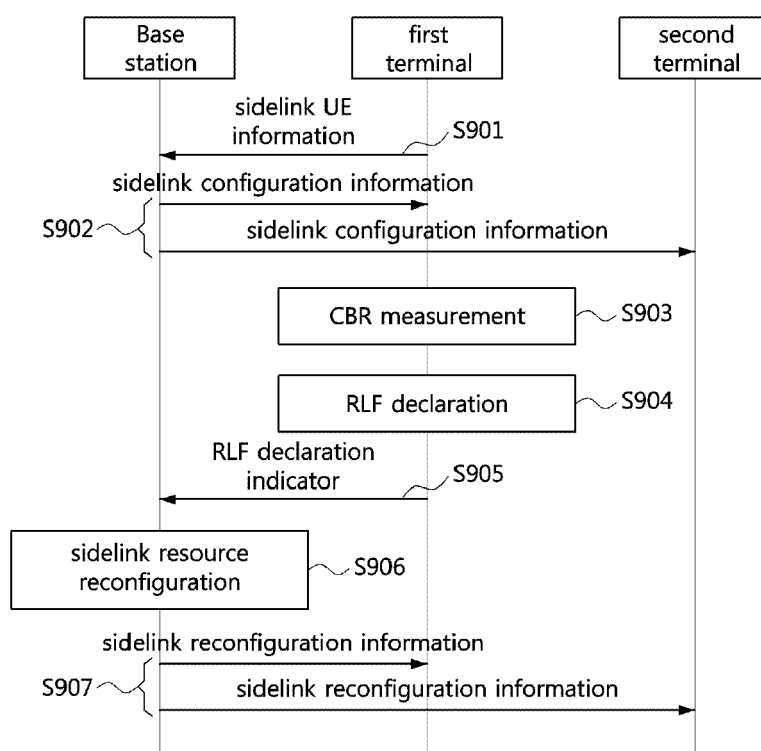 Base
station
first
terminal
second
terminal
sidelink UE
information
S901
sidelink configuration information
S902
sidelink configuration information
CBR measurement
S903
RLF declaration
S904
RLF declaration
indicator
S905
sidelink resource
reconfiguration
S906
sidelink reconfiguration information
S907
sidelink reconfiguration information